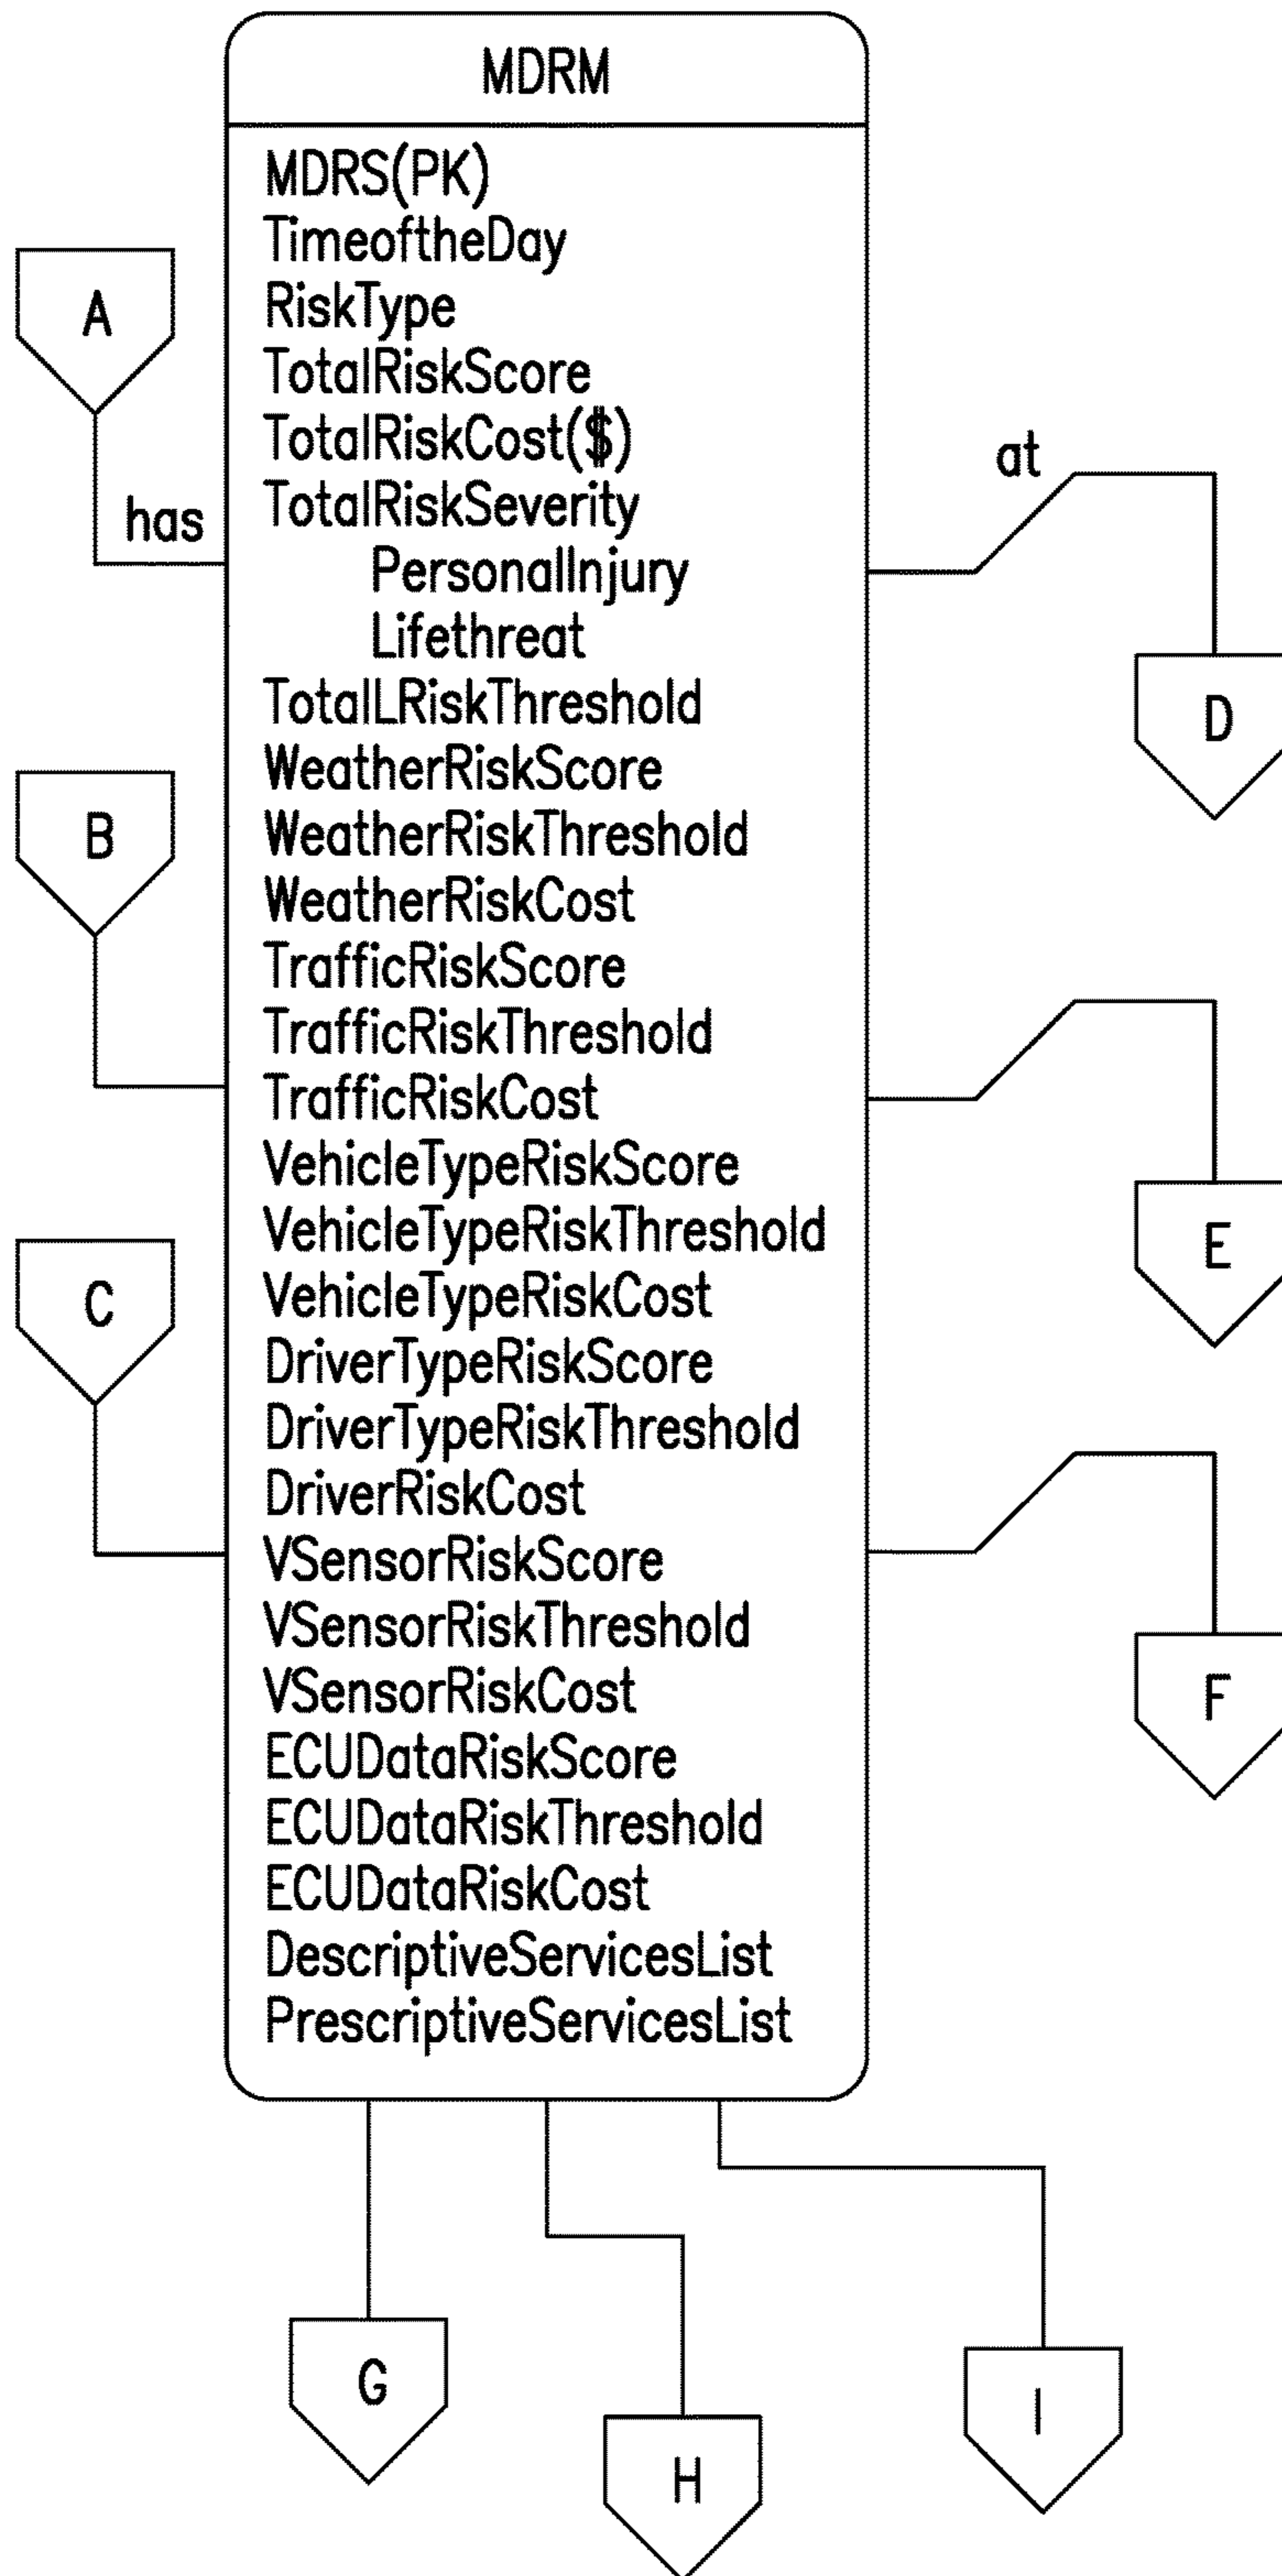 MDRM
MDRS(PK)
TimeoftheDay
RiskType
TotalRiskScore
TotalRiskCost($)
TotalRiskSeverity
PersonalInjury
Lifethreat
TotalLRiskThreshold
WeatherRiskScore
WeatherRiskThreshold
WeatherRiskCost
TrafficRiskScore
TrafficRiskThreshold
TrafficRiskCost
VehicleTypeRiskScore
VehicleTypeRiskThreshold
VehicleTypeRiskCost
DriverTypeRiskScore
DriverTypeRiskThreshold
DriverRiskCost
VSensorRiskScore
VSensorRiskThreshold
VSensorRiskCost
ECUDataRiskScore
ECUDataRiskThreshold
ECUDataRiskCost
DescriptiveServicesList
PrescriptiveServicesList
A
has
B
C
at
D
E
F
G
H
I